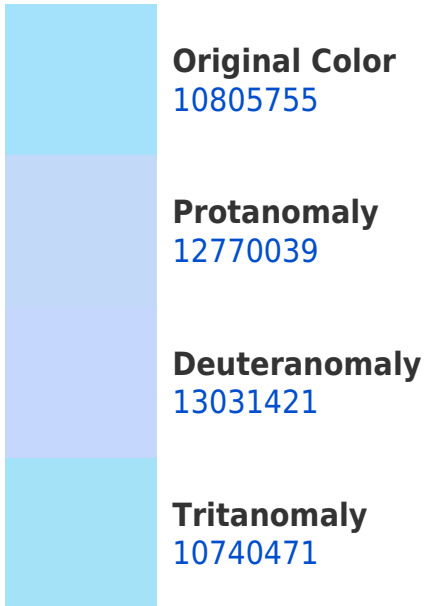 Original Color
10805755
Protanomaly
12770039
Deuteranomaly
13031421
Tritanomaly
10740471